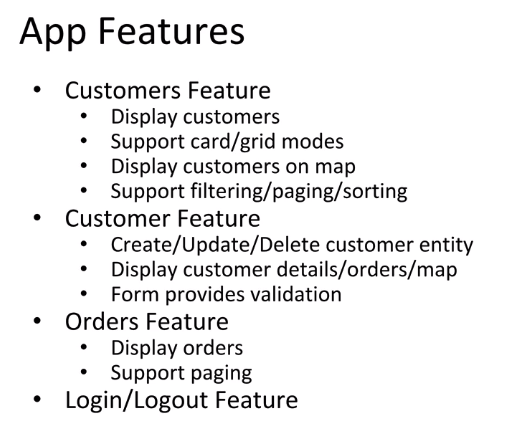 App Features
• Customers Feature
• Display customers
• Support card/grid modes
• Display customers on map
• Support filtering/paging/sorting
• Customer Feature
• Create/Update/Delete customer entity
• Display customer details/orders/map
• Form provides validation
• Orders Feature
• Display orders
• Support paging
• Login/Logout Feature